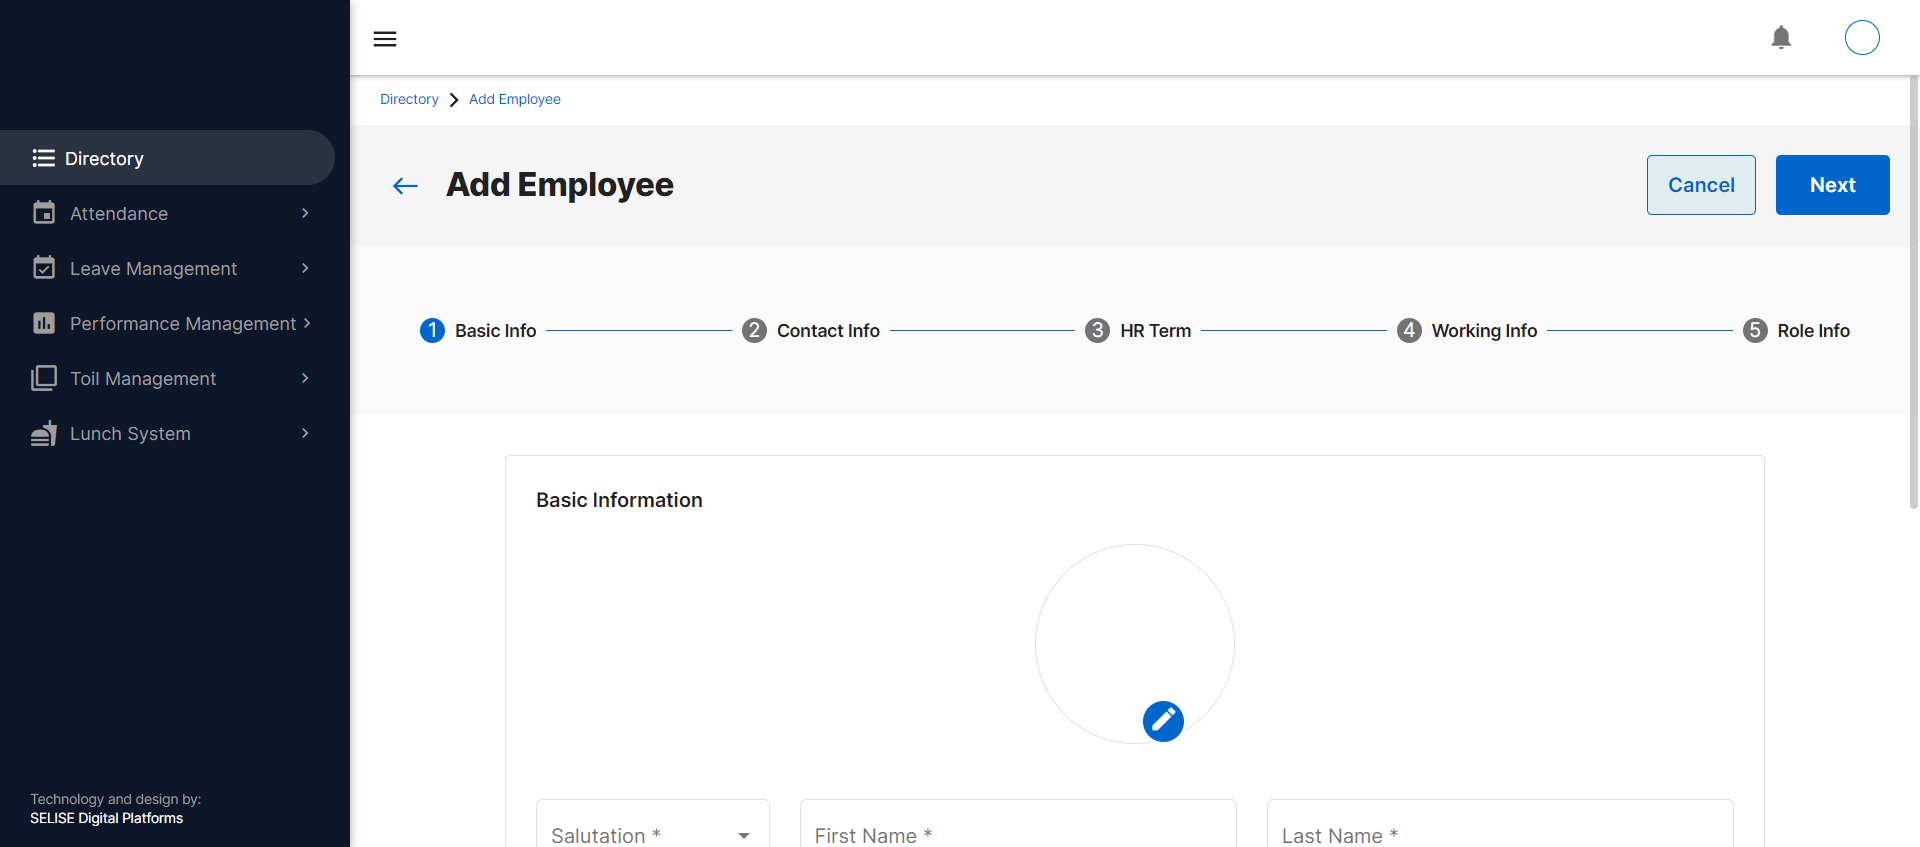 Directory
Attendance
Leave Management
Performance Management
Toil Management
Lunch System
Technology and design by:
SELISE Digital Platforms
Directory Add Employee
Add Employee
Cancel Next
1 Basic Info 2 Contact Info 3 HR Term 4 Working Info 5 Role Info
Basic Information
Salutation * First Name * Last Name *